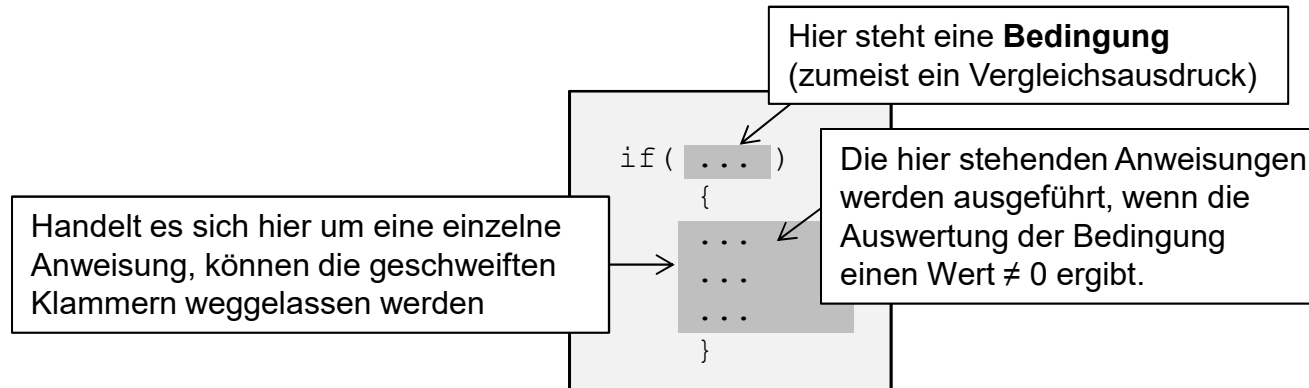 Hier steht eine Bedingung
(zumeist ein Vergleichsausdruck)
if( ... )
{
...
...
...
}
Die hier stehenden Anweisungen
werden ausgeführt, wenn die
Auswertung der Bedingung
einen Wert ≠ 0 ergibt.
Handelt es sich hier um eine einzelne
Anweisung, können die geschweiften
Klammern weggelassen werden